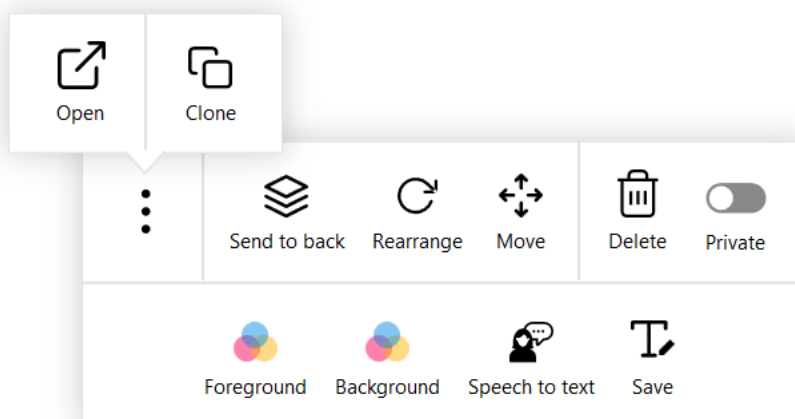 Open
Clone
Send to back
Rearrange
Move
Delete
Private
Foreground
Background
Speech to text
Save